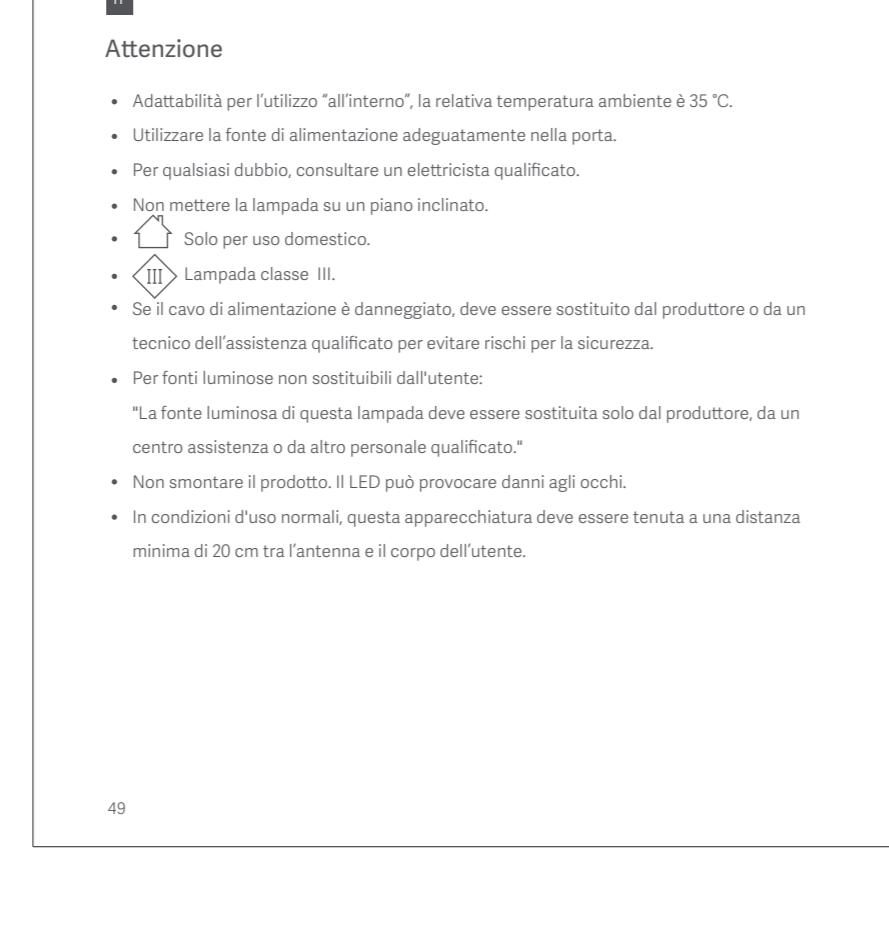 Attenzione
• Adattabilità per l’utilizzo “all’interno”, la relativa temperatura ambiente è 35 °C.
• Utilizzare la fonte di alimentazione adeguatamente nella porta.
• Per qualsiasi dubbio, consultare un elettricista qualificato.
• Non mettere la lampada su un piano inclinato.
• Solo per uso domestico.
• III Lampada classe III.
• Se il cavo di alimentazione è danneggiato, deve essere sostituito dal produttore o da un
tecnico dell’assistenza qualificato per evitare rischi per la sicurezza.
• Per fonti luminose non sostituibili dall'utente:
"La fonte luminosa di questa lampada deve essere sostituita solo dal produttore, da un
centro assistenza o da altro personale qualificato."
• Non smontare il prodotto. Il LED può provocare danni agli occhi.
• In condizioni d'uso normali, questa apparecchiatura deve essere tenuta a una distanza
minima di 20 cm tra l’antenna e il corpo dell’utente.
49